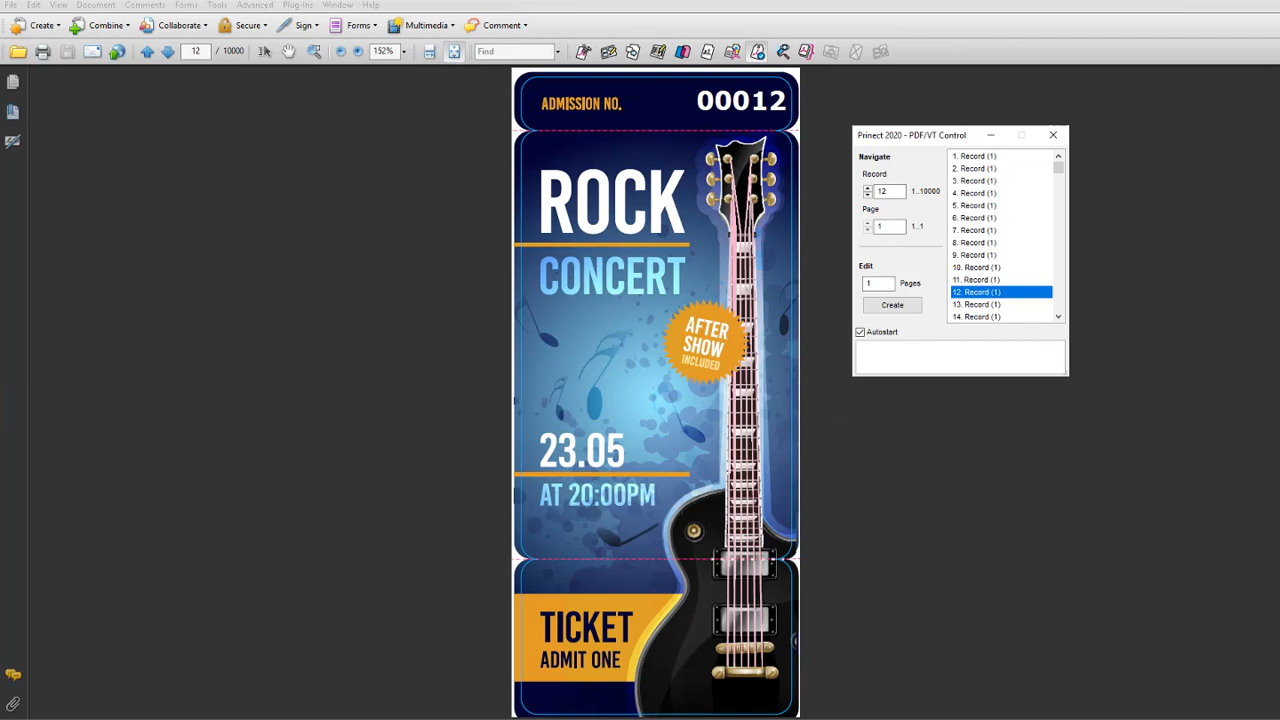 File Edit View Document Comments Forms Tools Advanced Plug-Ins Window Help
Create Combine Collaborate Secure Sign Forms Multimedia Comment
12 / 10000 152% Find
ADMISSION NO. 00012
ROCK
CONCERT
AFTER
SHOW
INCLUDED
23.05
AT 20:00PM
TICKET
ADMIT ONE
Prinect 2020 - PDF/VT Control
Navigate
Record
12 1..10000
Page
1 1..1
Edit
1 Pages
Create
Autostart
1. Record (1)
2. Record (1)
3. Record (1)
4. Record (1)
5. Record (1)
6. Record (1)
7. Record (1)
8. Record (1)
9. Record (1)
10. Record (1)
11. Record (1)
12. Record (1)
13. Record (1)
14. Record (1)